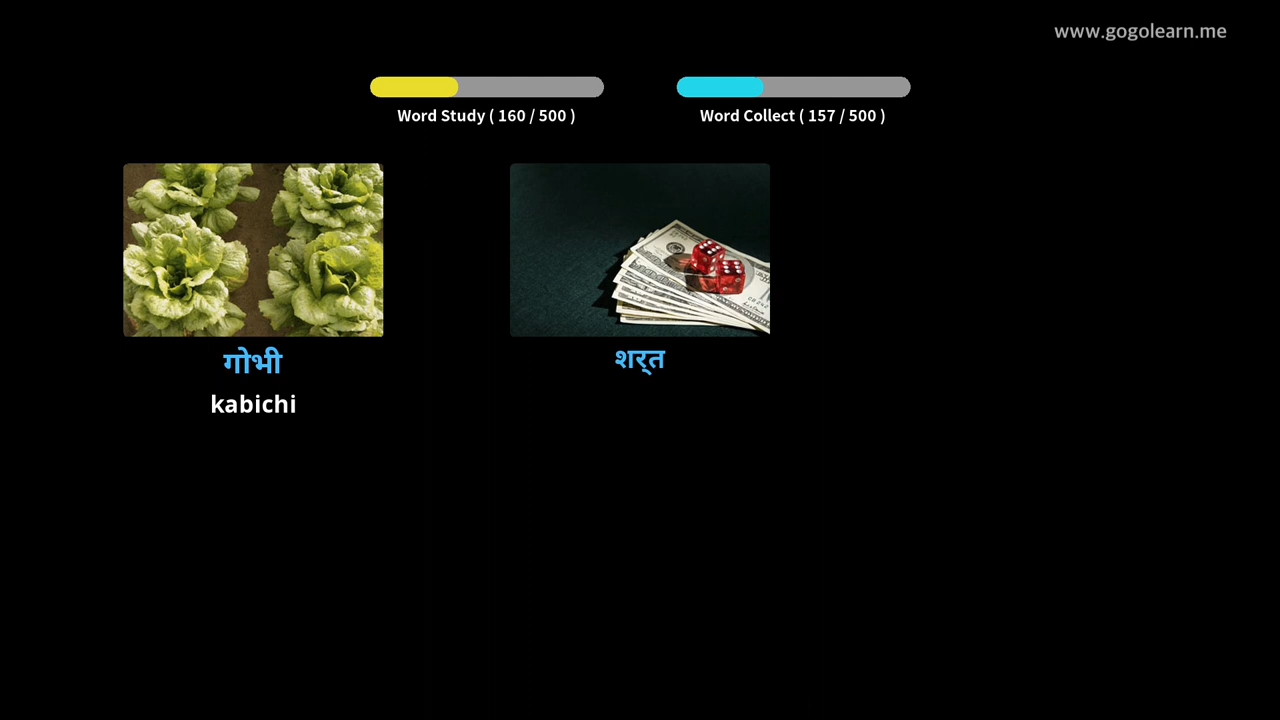 www.gogolearn.me
Word Study ( 160 / 500 )
Word Collect ( 157 / 500 )
गोभी
kabichi
शर्त